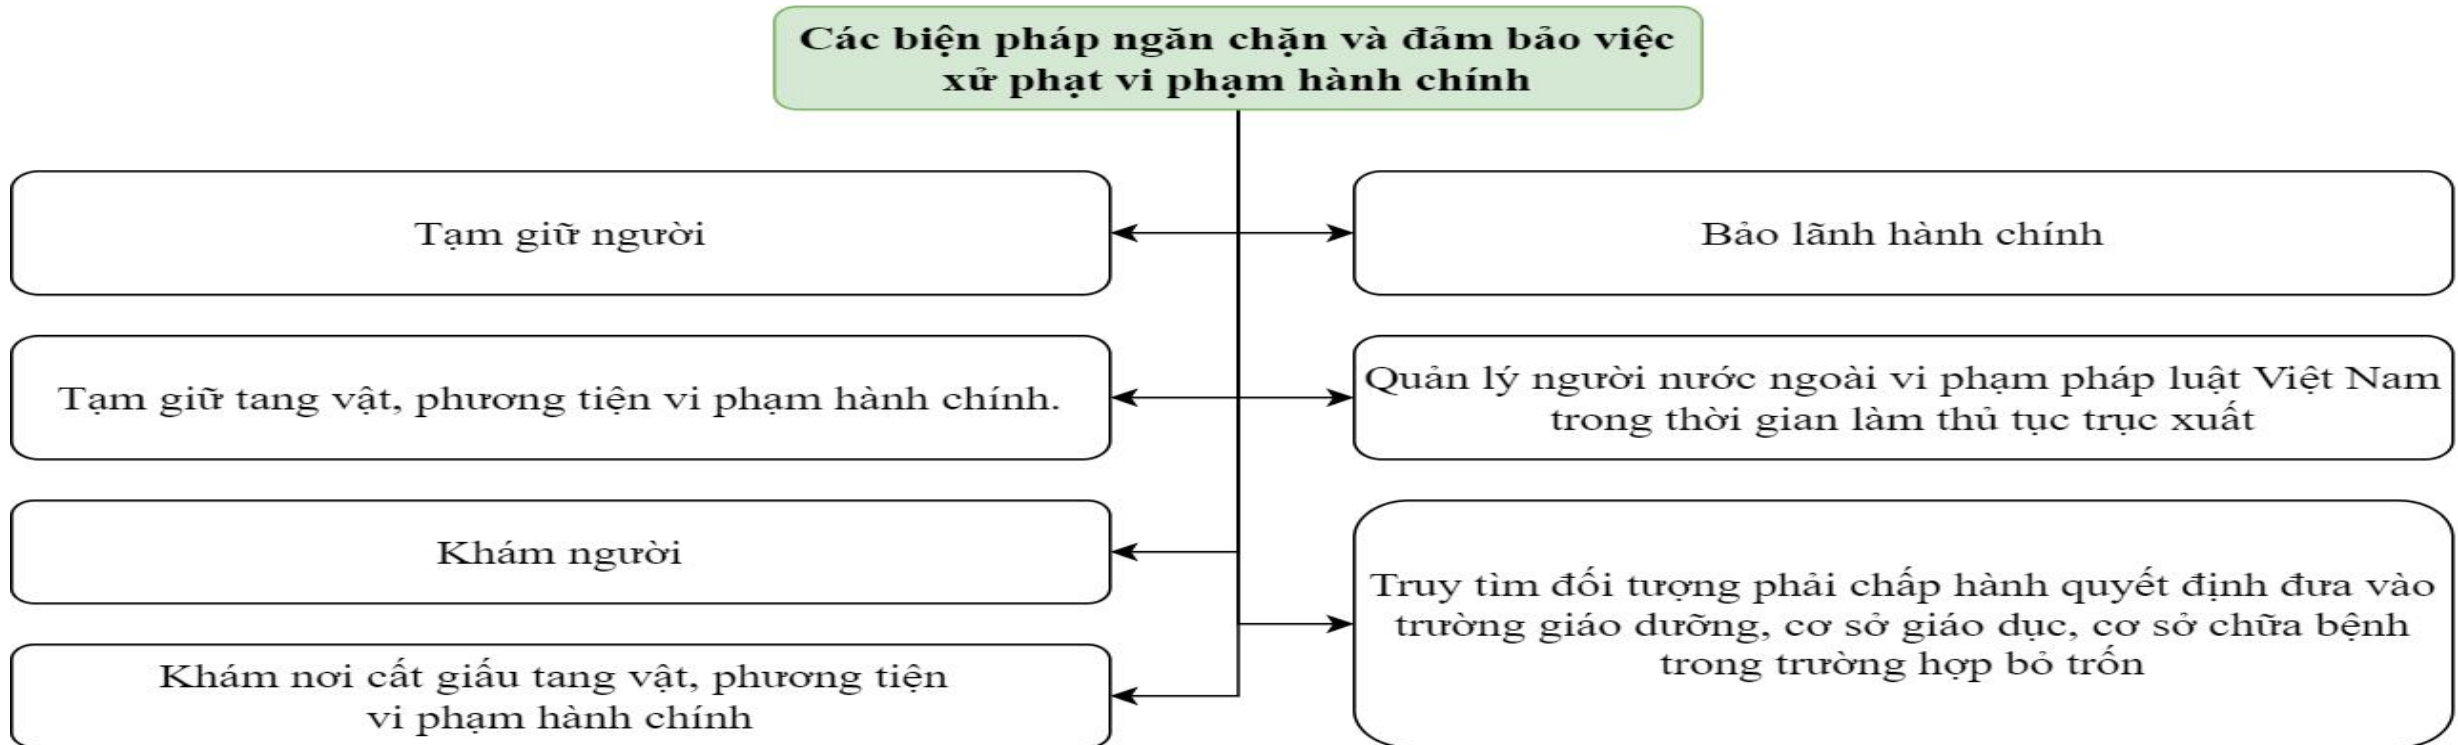 Các biện pháp ngăn chặn và đảm bảo việc
xử phạt vi phạm hành chính
Tạm giữ người
Bảo lãnh hành chính
Tạm giữ tang vật, phương tiện vi phạm hành chính.
Quản lý người nước ngoài vi phạm pháp luật Việt Nam
trong thời gian làm thủ tục trục xuất
Khám người
Truy tìm đối tượng phải chấp hành quyết định đưa vào
trường giáo dưỡng, cơ sở giáo dục, cơ sở chữa bệnh
trong trường hợp bỏ trốn
Khám nơi cất giấu tang vật, phương tiện
vi phạm hành chính